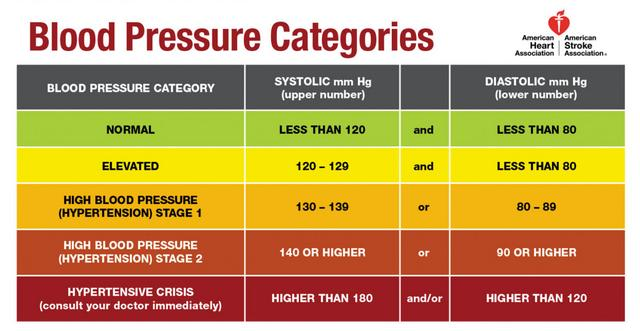 Blood Pressure Categories
American Heart Association
American Stroke Association®
BLOOD PRESSURE CATEGORY
SYSTOLIC mm Hg
(upper number)
DIASTOLIC mm Hg
(lower number)
NORMAL
LESS THAN 120
and
LESS THAN 80
ELEVATED
120 – 129
and
LESS THAN 80
HIGH BLOOD PRESSURE
(HYPERTENSION) STAGE 1
130 – 139
or
80 – 89
HIGH BLOOD PRESSURE
(HYPERTENSION) STAGE 2
140 OR HIGHER
or
90 OR HIGHER
HYPERTENSIVE CRISIS
(consult your doctor immediately)
HIGHER THAN 180
and/or
HIGHER THAN 120